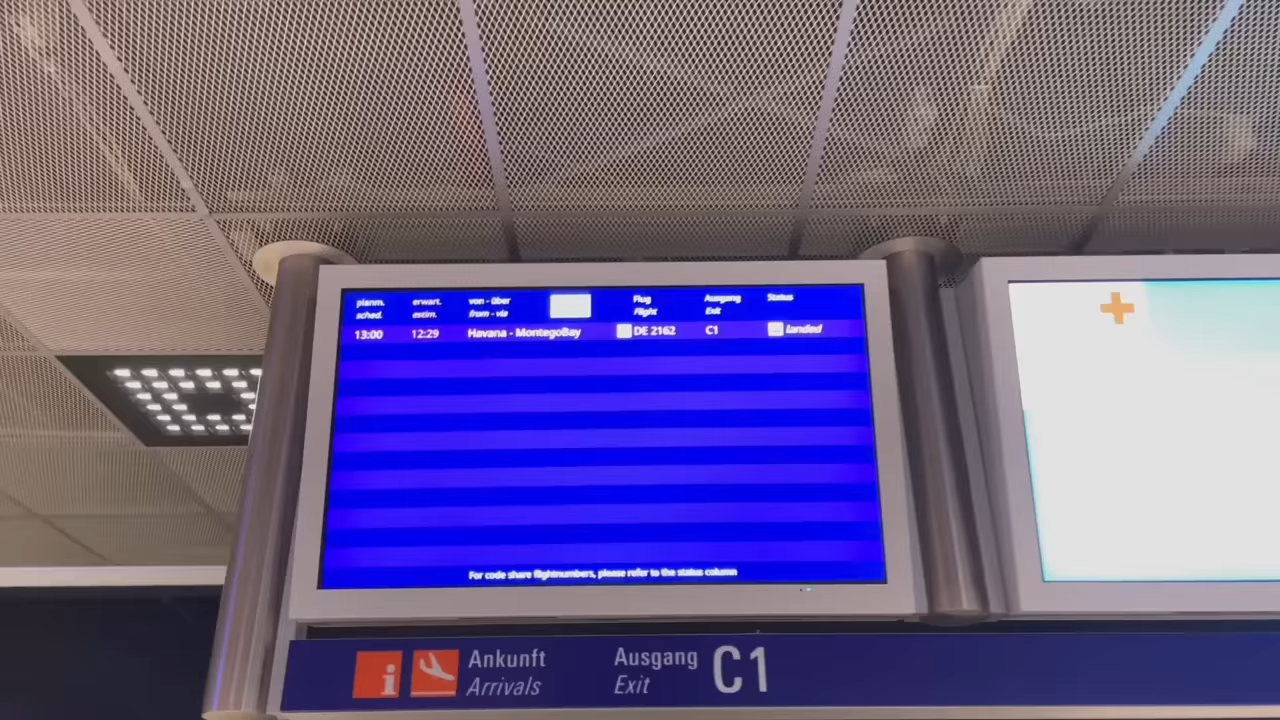 planm. erwart. von - über Flug Ausgang Status
sched. estim. from - via Flight Exit
13:00 12:29 Havana - MontegoBay DE 2162 C1 landed
For code share flightnumbers, please refer to the status column
i Ankunft Ausgang C1
Arrivals Exit